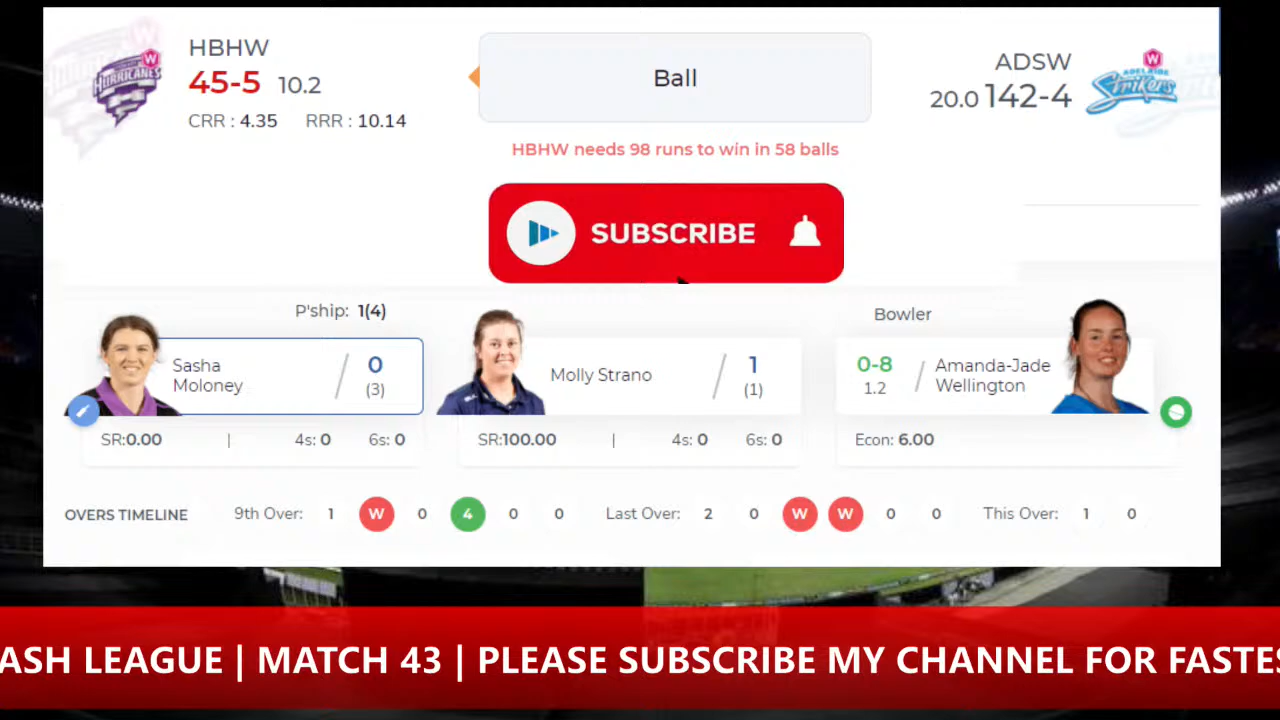 HBHW
45-5 10.2
CRR : 4.35 RRR : 10.14
Ball
HBHW needs 98 runs to win in 58 balls
ADSW
20.0 142-4
HURRICANES
W
W
ADELAIDE
Strikers
SUBSCRIBE
P'ship: 1(4)
Sasha
Moloney
0
(3)
SR:0.00 | 4s: 0 6s: 0
Molly Strano
1
(1)
SR:100.00 | 4s: 0 6s: 0
Bowler
0-8
1.2
Amanda-Jade
Wellington
Econ: 6.00
OVERS TIMELINE 9th Over: 1 W 0 4 0 0 Last Over: 2 0 W W 0 0 This Over: 1 0
ASH LEAGUE | MATCH 43 | PLEASE SUBSCRIBE MY CHANNEL FOR FASTES